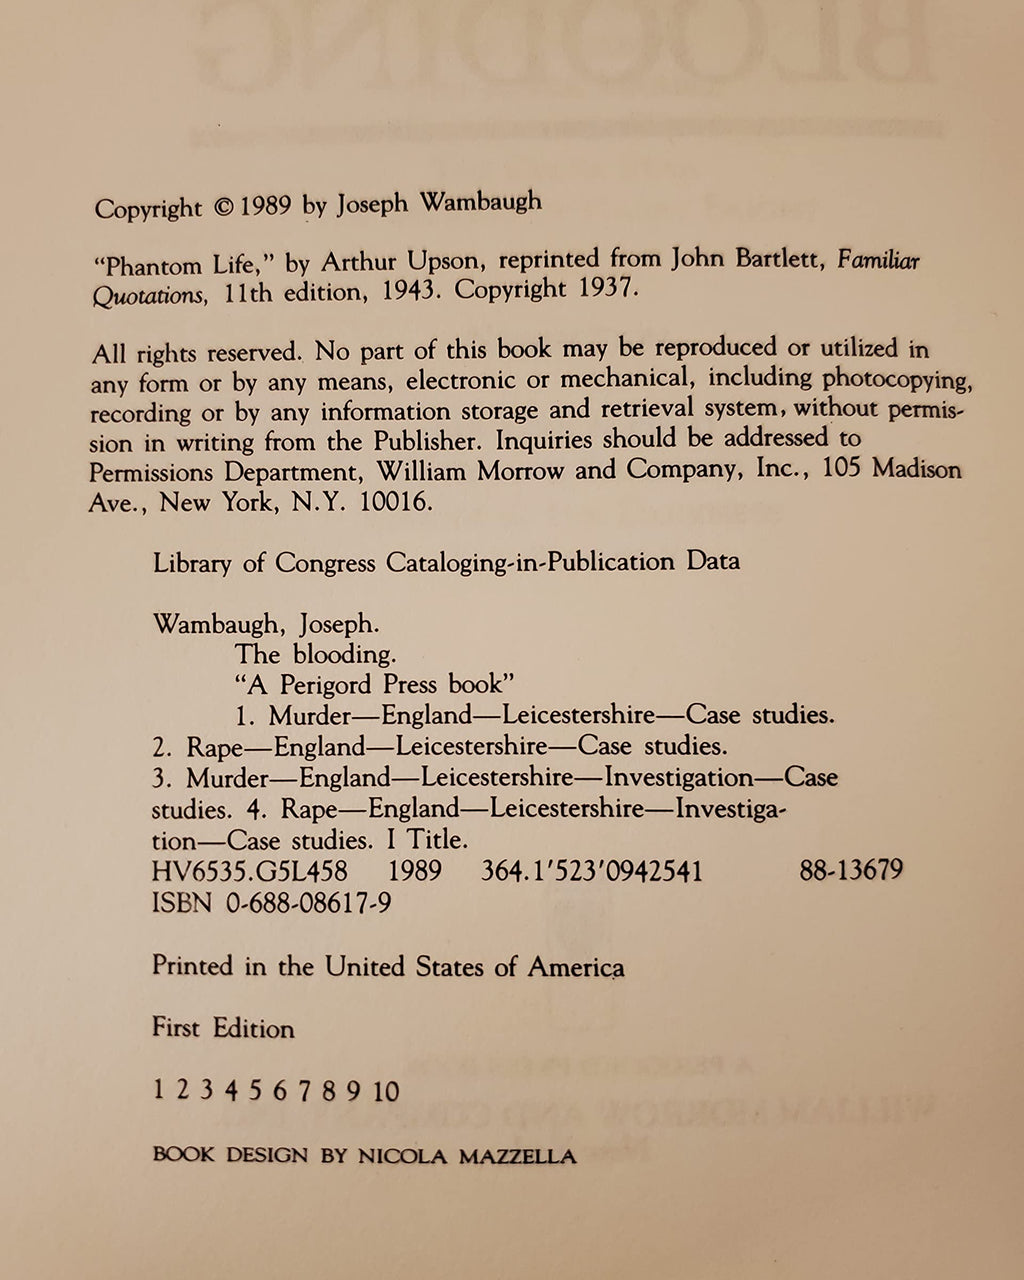 Copyright © 1989 by Joseph Wambaugh
“Phantom Life,” by Arthur Upson, reprinted from John Bartlett, Familiar
Quotations, 11th edition, 1943. Copyright 1937.
All rights reserved. No part of this book may be reproduced or utilized in
any form or by any means, electronic or mechanical, including photocopying,
recording or by any information storage and retrieval system, without permis-
sion in writing from the Publisher. Inquiries should be addressed to
Permissions Department, William Morrow and Company, Inc., 105 Madison
Ave., New York, N.Y. 10016.
Library of Congress Cataloging-in-Publication Data
Wambaugh, Joseph.
The blooding.
“A Perigord Press book”
1. Murder—England—Leicestershire—Case studies.
2. Rape—England—Leicestershire—Case studies.
3. Murder—England—Leicestershire—Investigation—Case
studies. 4. Rape—England—Leicestershire—Investiga-
tion—Case studies. I Title.
HV6535.G5L458 1989 364.1'523'0942541 88-13679
ISBN 0-688-08617-9
Printed in the United States of America
First Edition
1 2 3 4 5 6 7 8 9 10
BOOK DESIGN BY NICOLA MAZZELLA